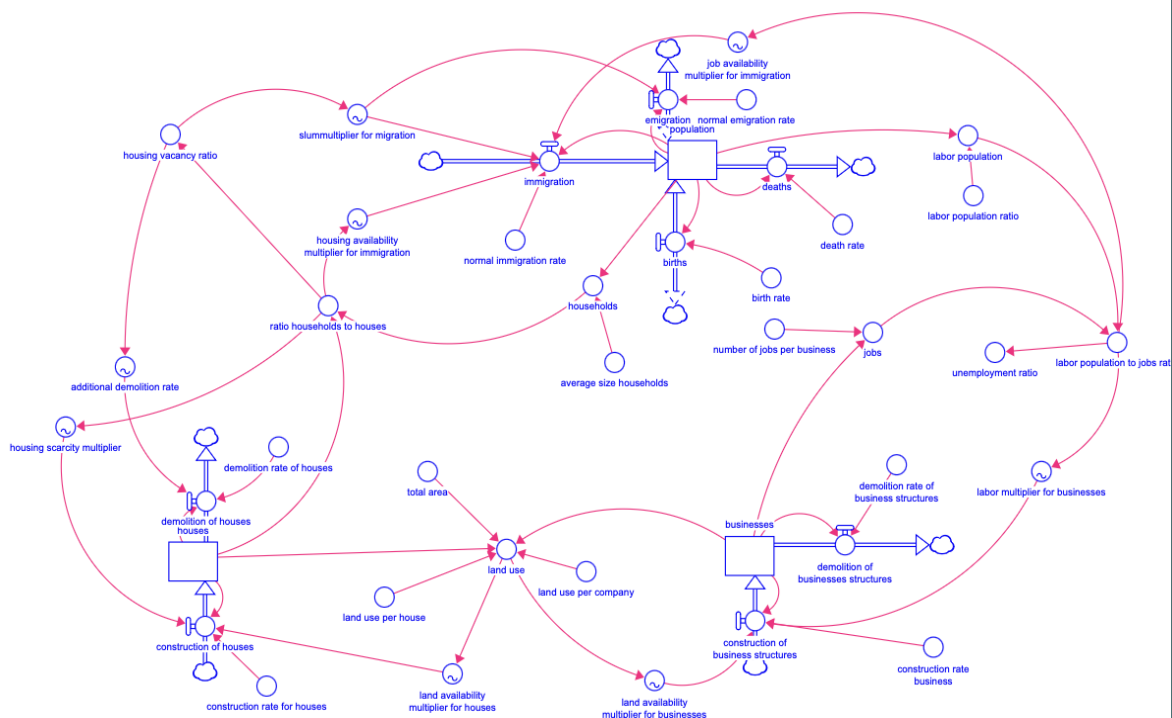 job availability
multiplier for immigration
emigration
normal emigration rate
population
slummultiplier for migration
housing vacancy ratio
labor population
immigration
deaths
labor population ratio
housing availability
multiplier for immigration
normal immigration rate
death rate
births
birth rate
households
ratio households to houses
number of jobs per business
jobs
unemployment ratio
labor population to jobs rat
average size households
additional demolition rate
housing scarcity multiplier
demolition rate of houses
total area
demolition rate of
business structures
labor multiplier for businesses
demolition of houses
houses
businesses
land use
demolition of
businesses structures
land use per company
land use per house
construction of houses
construction of
business structures
construction rate
business
land availability
multiplier for houses
construction rate for houses
land availability
multiplier for businesses